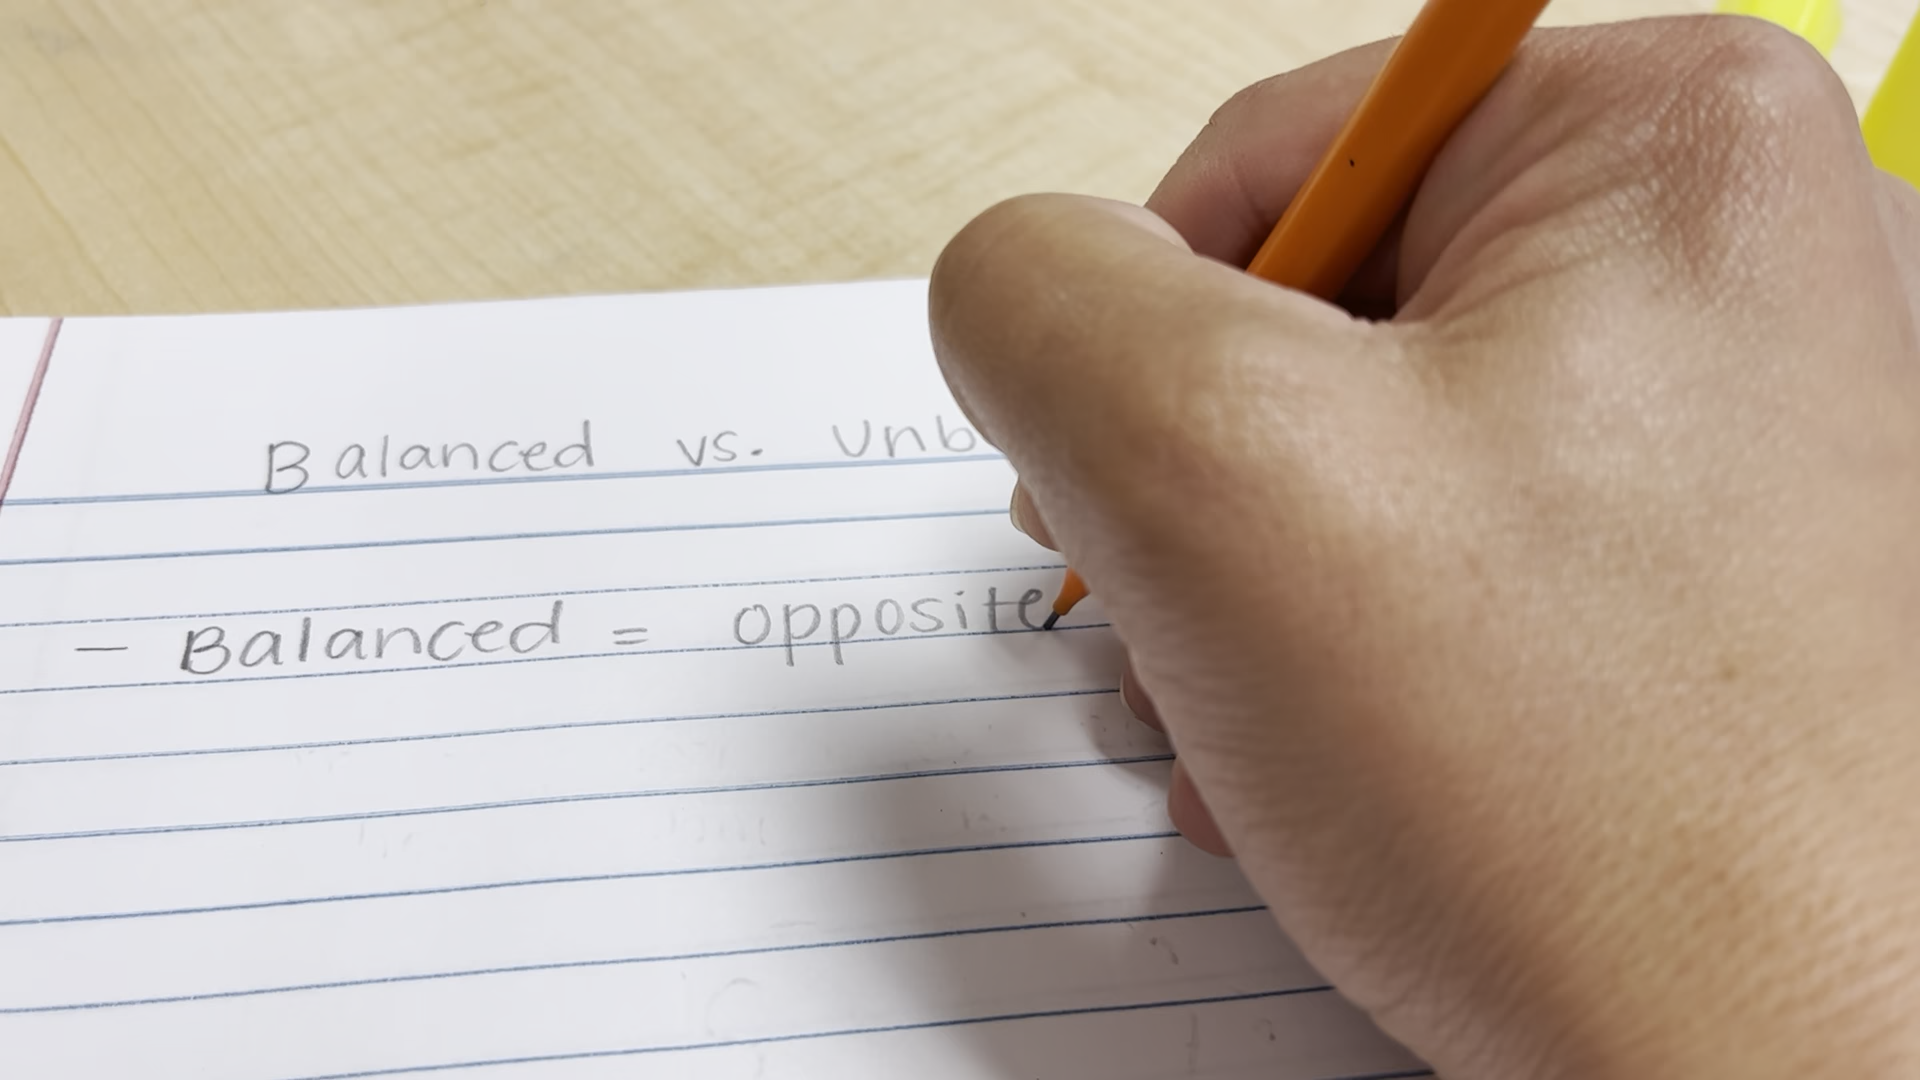 Balanced vs. Unb
- Balanced = opposite